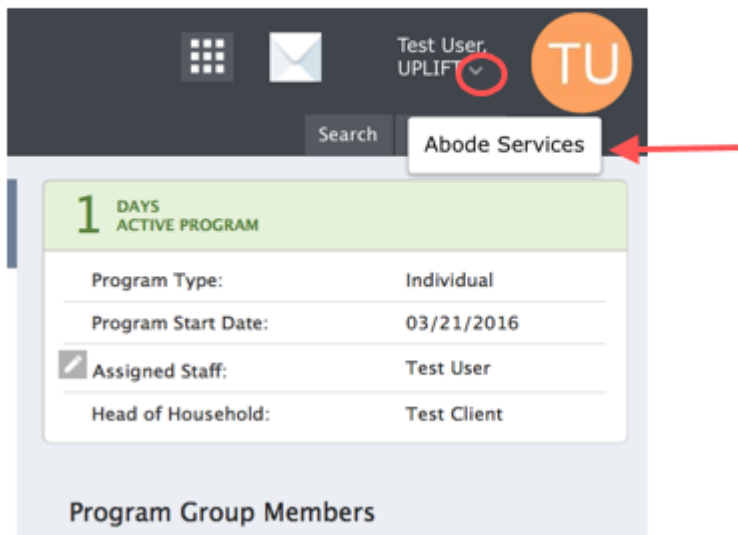 Test User,
UPLIFT
TU
Search
Abode Services
1 DAYS
ACTIVE PROGRAM
Program Type: Individual
Program Start Date: 03/21/2016
Assigned Staff: Test User
Head of Household: Test Client
Program Group Members